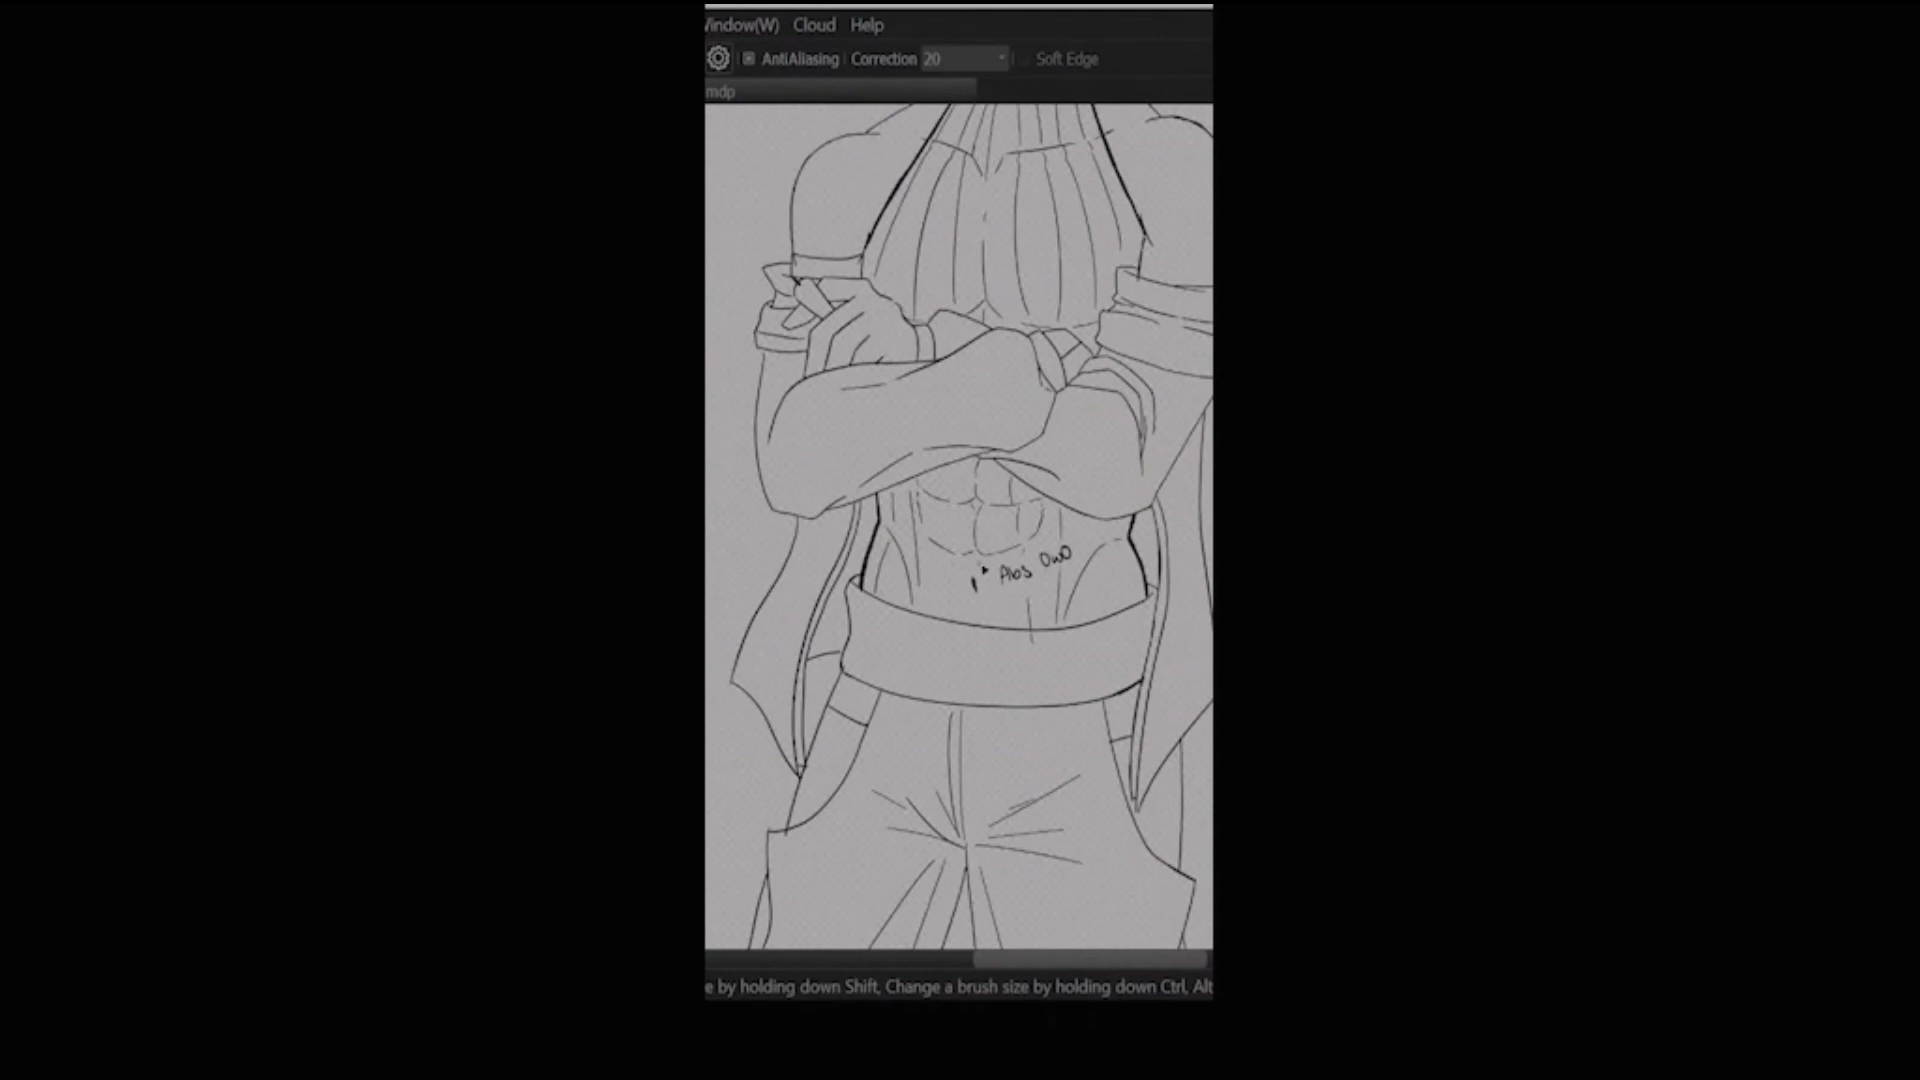 Window(W) Cloud Help
AntiAliasing Correction 20 Soft Edge
mdp
Abs OwO
e by holding down Shift, Change a brush size by holding down Ctrl, Alt